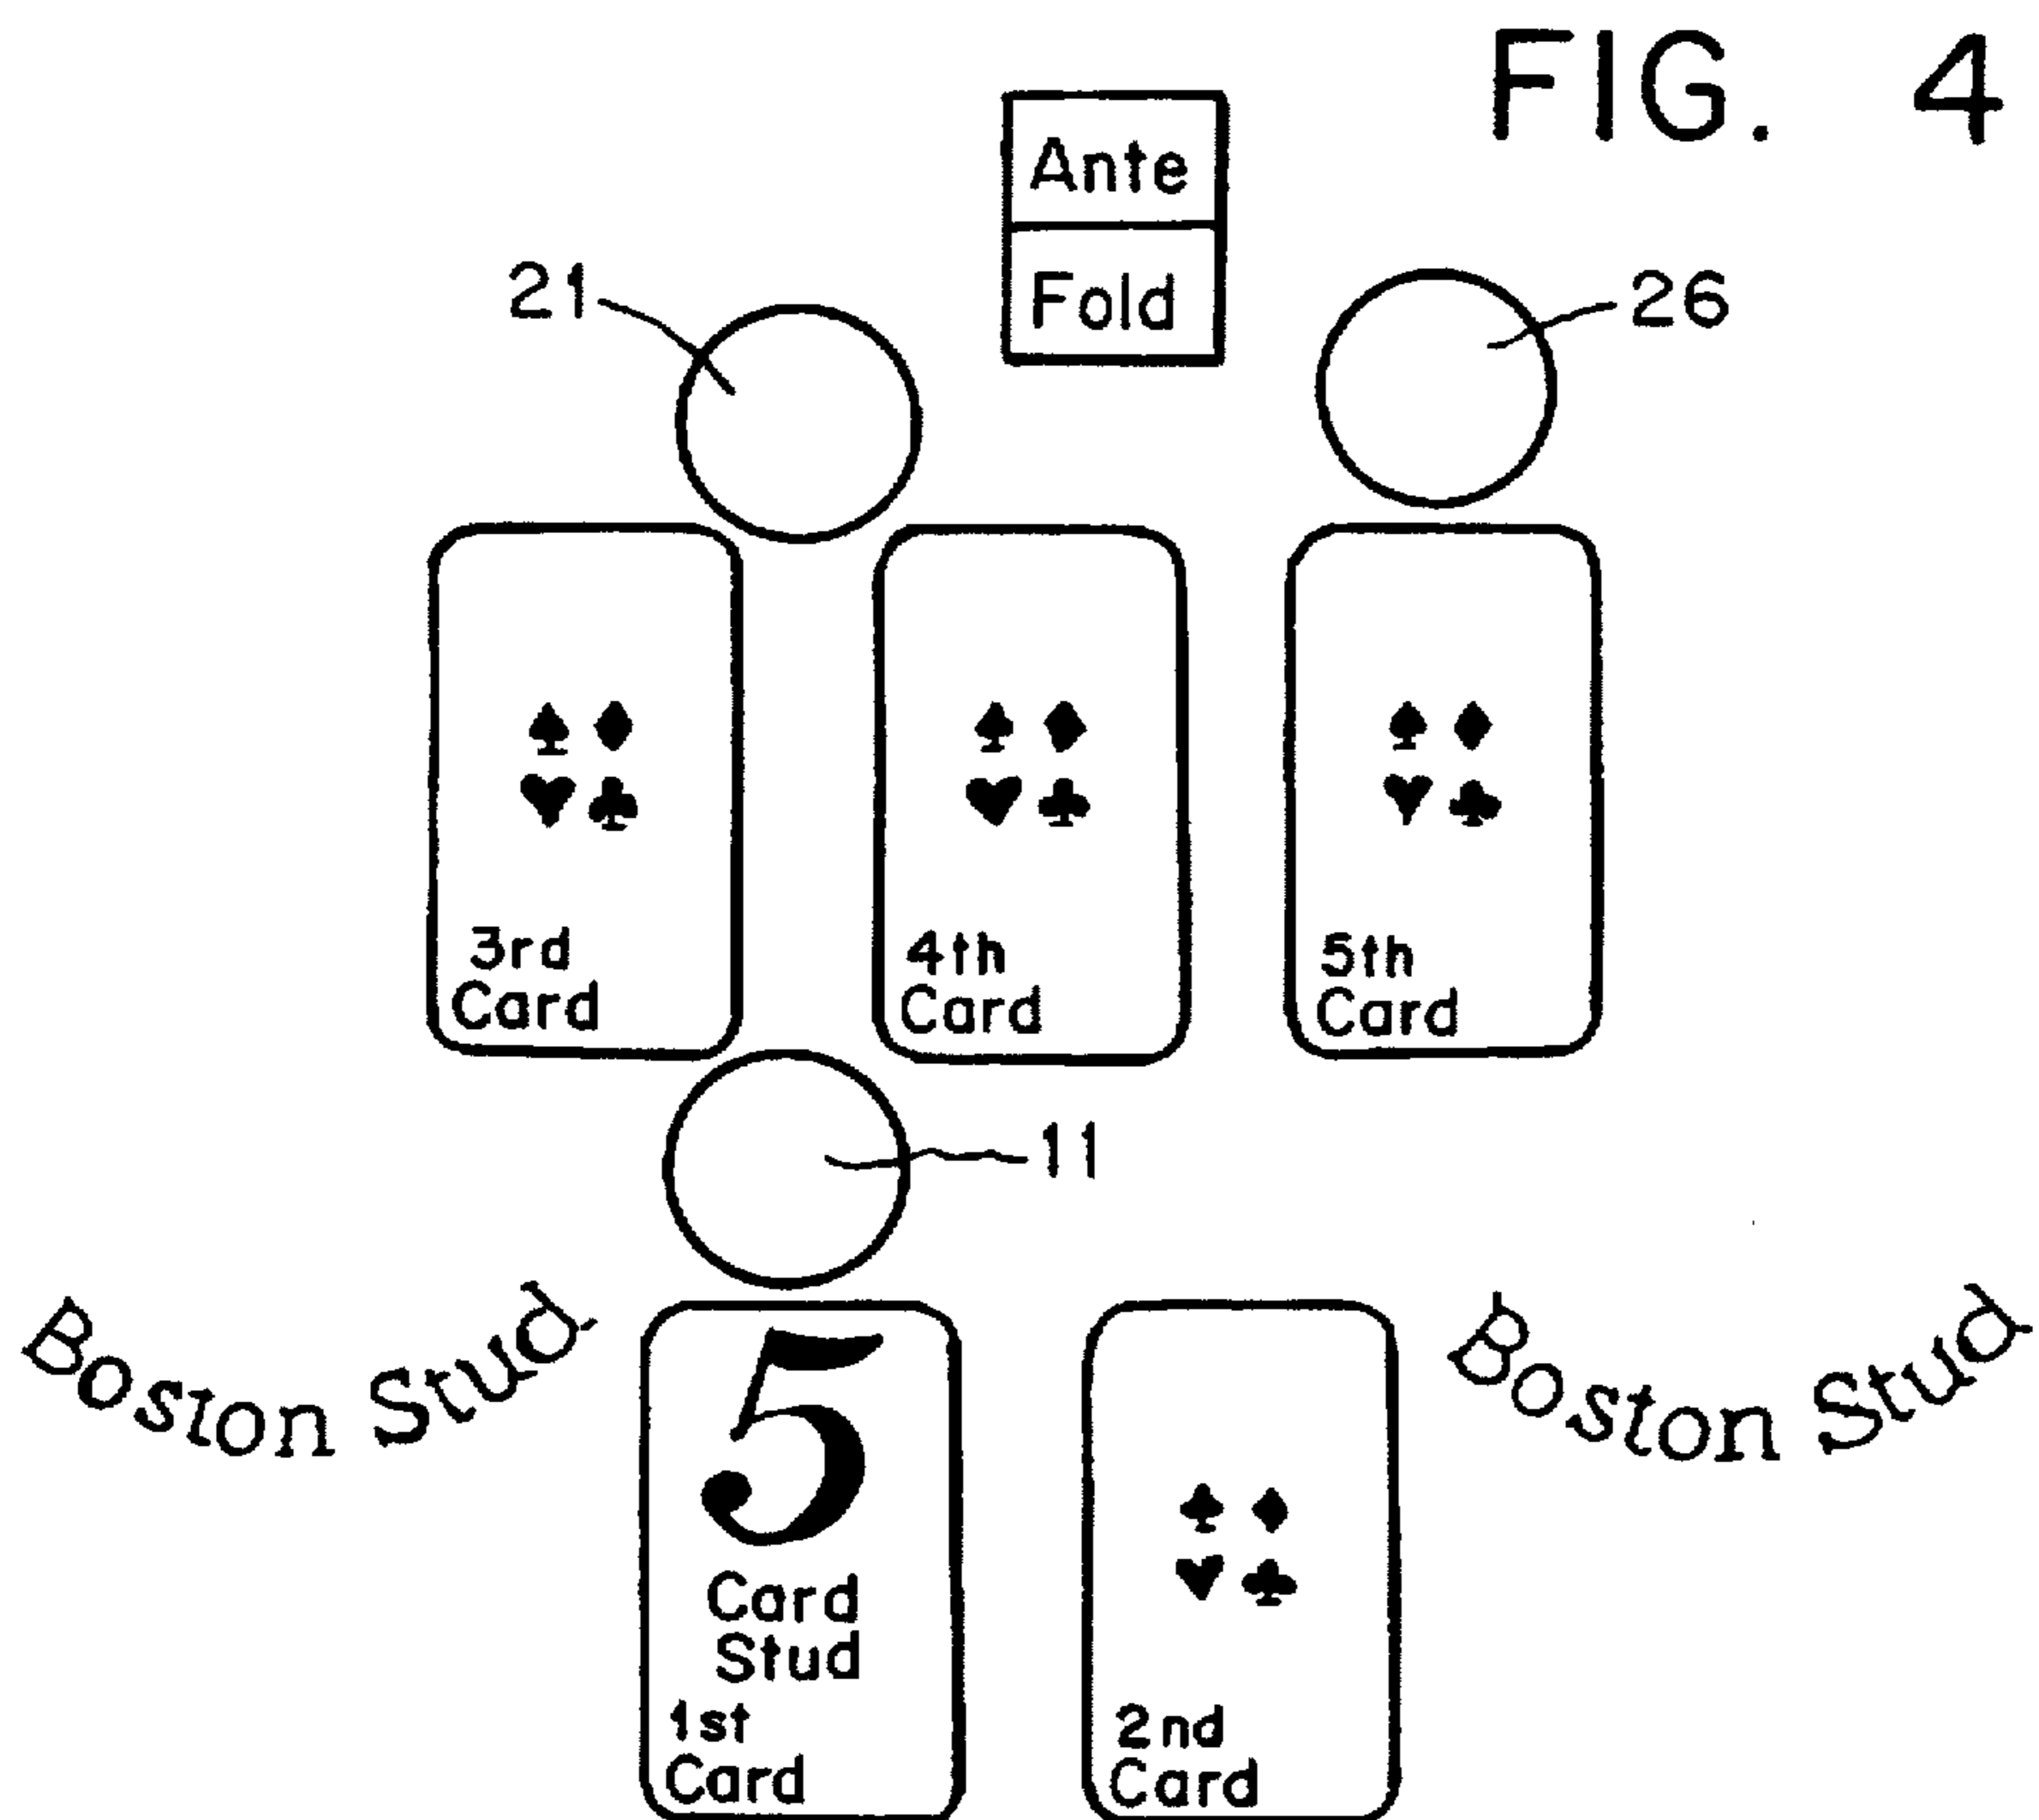 FIG. 4
Ante
Fold
21
26
3rd
Card
4th
Card
5th
Card
11
Boston Stud
Boston Stud
5
Card
Stud
1st
Card
2nd
Card